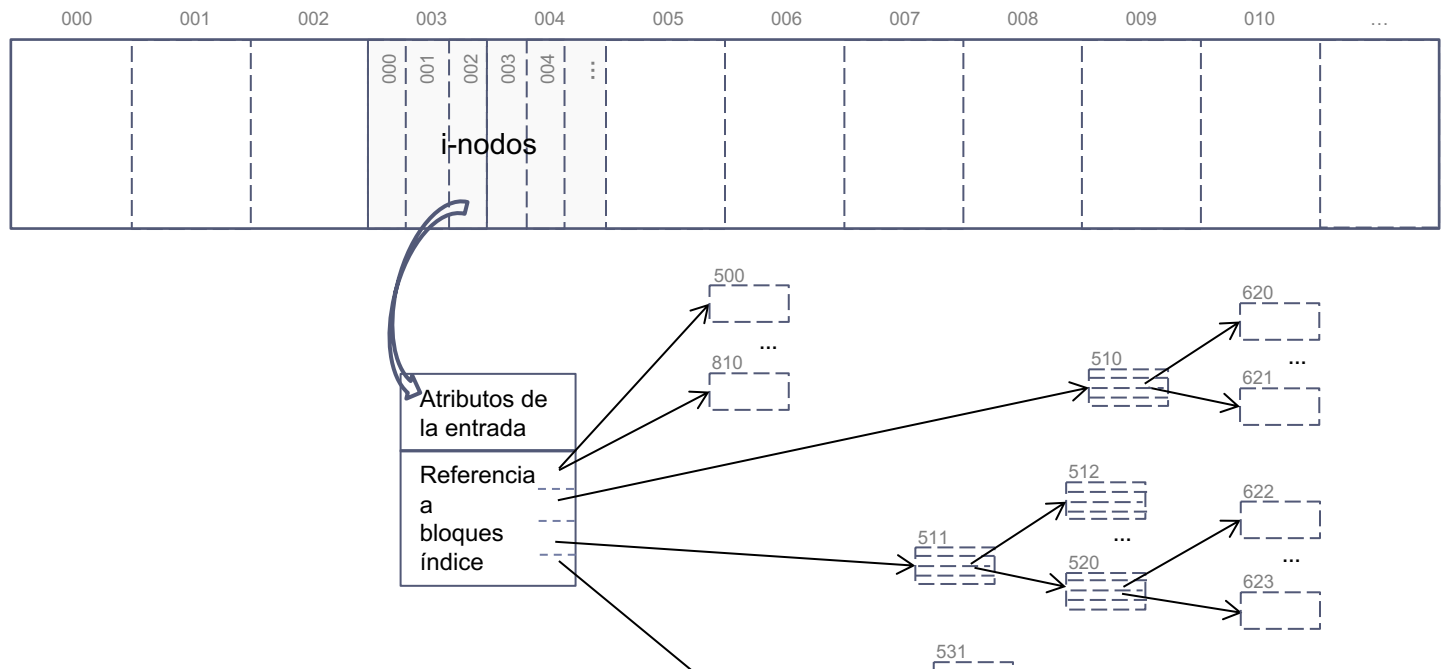 000 001 002 003 004 005 006 007 008 009 010 ...
000 001 002 003 004 ...
i-nodos
500
...
810
620
...
621
510
Atributos de
la entrada
Referencia
a
bloques
índice
512
...
511
520
622
...
623
531